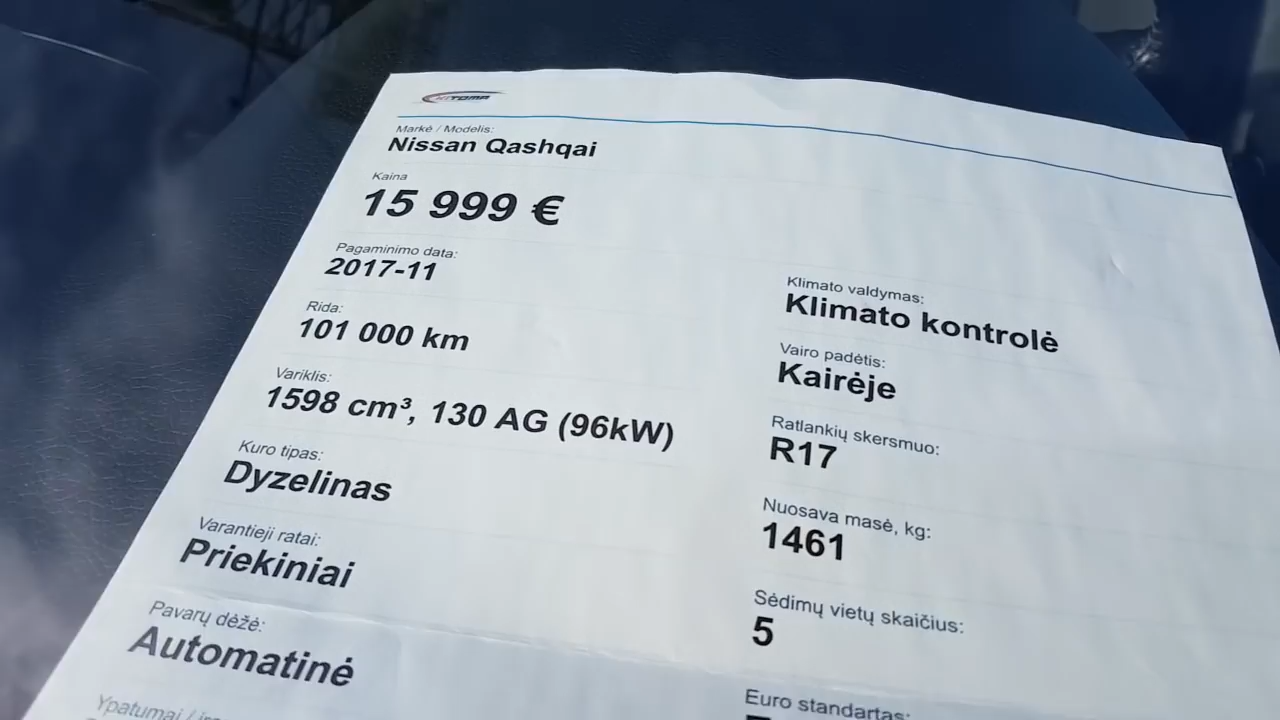 Markė / Modelis:
Nissan Qashqai
Kaina
15 999 €
Pagaminimo data:
2017-11
Rida:
101 000 km
Variklis:
1598 cm³, 130 AG (96kW)
Kuro tipas:
Dyzelinas
Varantieji ratai:
Priekiniai
Pavarų dėžė:
Automatinė
Ypatumai /
Klimato valdymas:
Klimato kontrolė
Vairo padėtis:
Kairėje
Ratlankių skersmuo:
R17
Nuosava masė, kg:
1461
Sėdimų vietų skaičius:
5
Euro standartas: